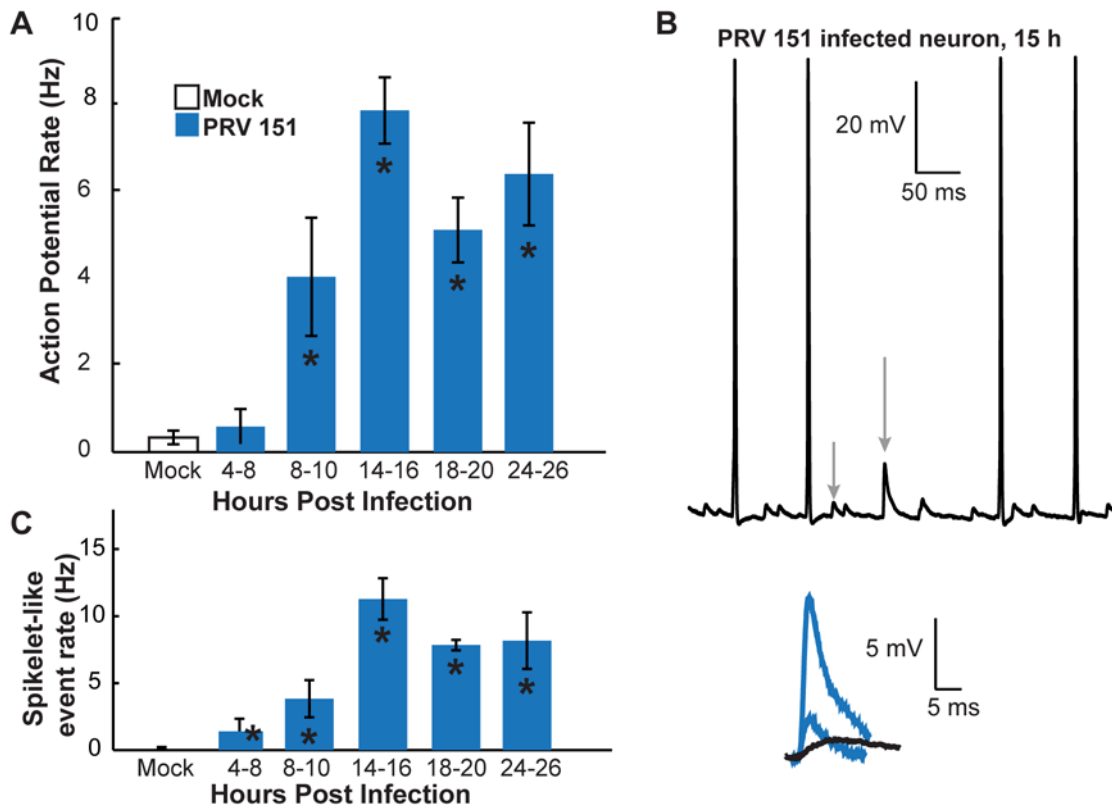 A
10
8
6
4
2
0
Action Potential Rate (Hz)
Mock
PRV 151
*
*
*
*
Mock
4-8
8-10
14-16
18-20
24-26
Hours Post Infection
B
PRV 151 infected neuron, 15 h
20 mV
50 ms
5 mV
5 ms
C
15
10
5
0
Spikelet-like
event rate (Hz)
*
*
*
*
*
Mock
4-8
8-10
14-16
18-20
24-26
Hours Post Infection